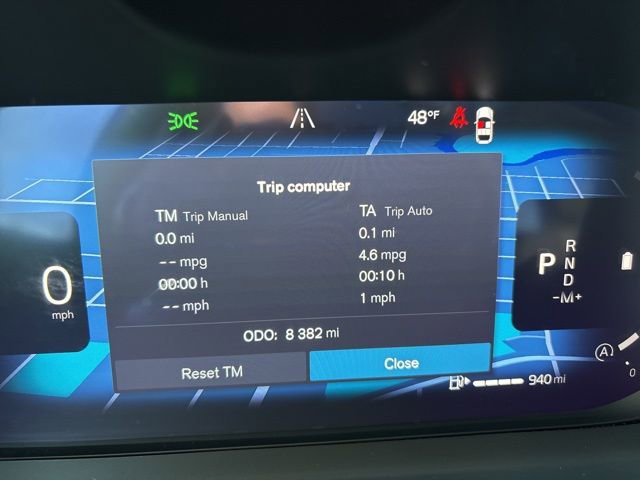 48°F
Trip computer
TM Trip Manual
0.0 mi
-- mpg
00:00 h
-- mph
TA Trip Auto
0.1 mi
4.6 mpg
00:10 h
1 mph
ODO: 8 382 mi
Reset TM
Close
0
mph
P
R
N
D
-M+
A
0
940 mi